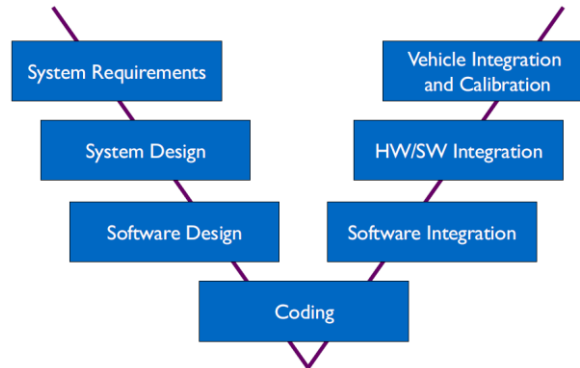 System Requirements
Vehicle Integration
and Calibration
System Design
HW/SW Integration
Software Design
Software Integration
Coding